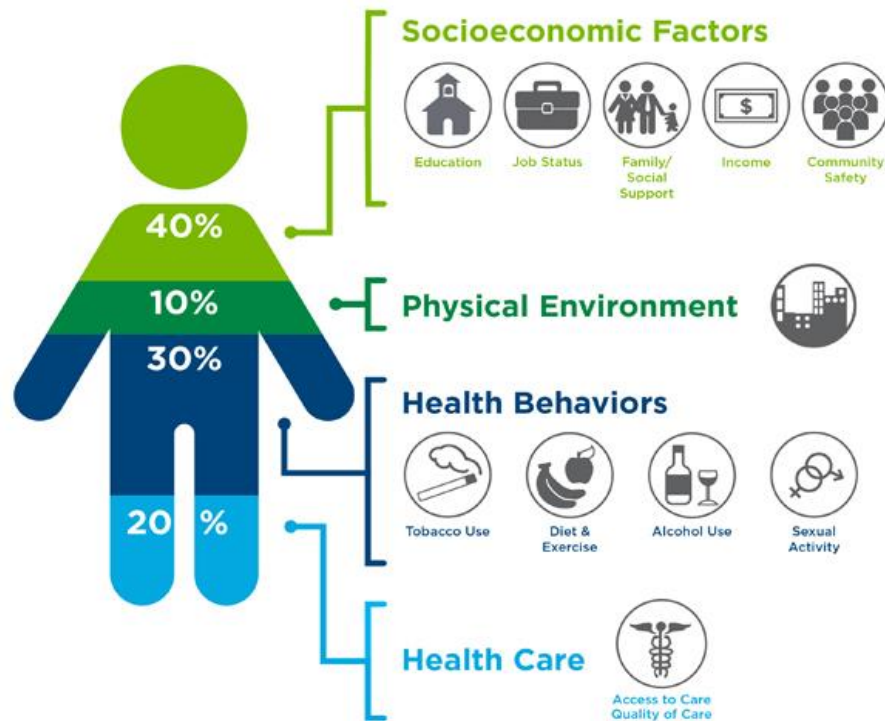 Socioeconomic Factors
$
Education
Job Status
Family/
Social
Support
Income
Community
Safety
40%
10%
Physical Environment
30%
Health Behaviors
Tobacco Use
Diet &
Exercise
Alcohol Use
Sexual
Activity
20 %
Health Care
Access to Care
Quality of Care